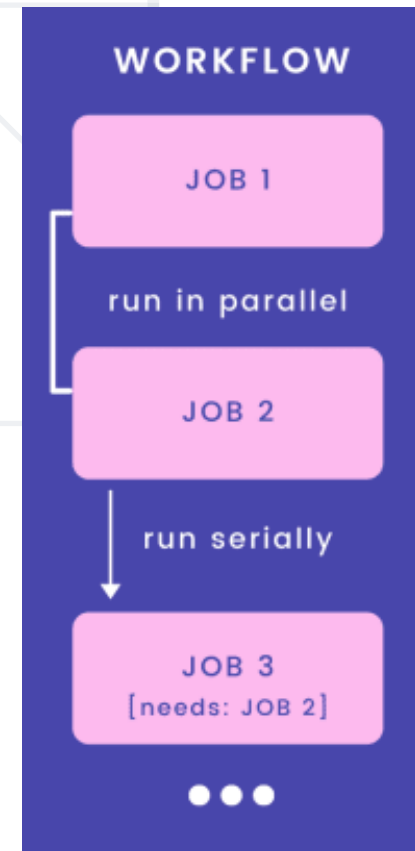 WORKFLOW
JOB 1
run in parallel
JOB 2
run serially
JOB 3
[needs: JOB 2]